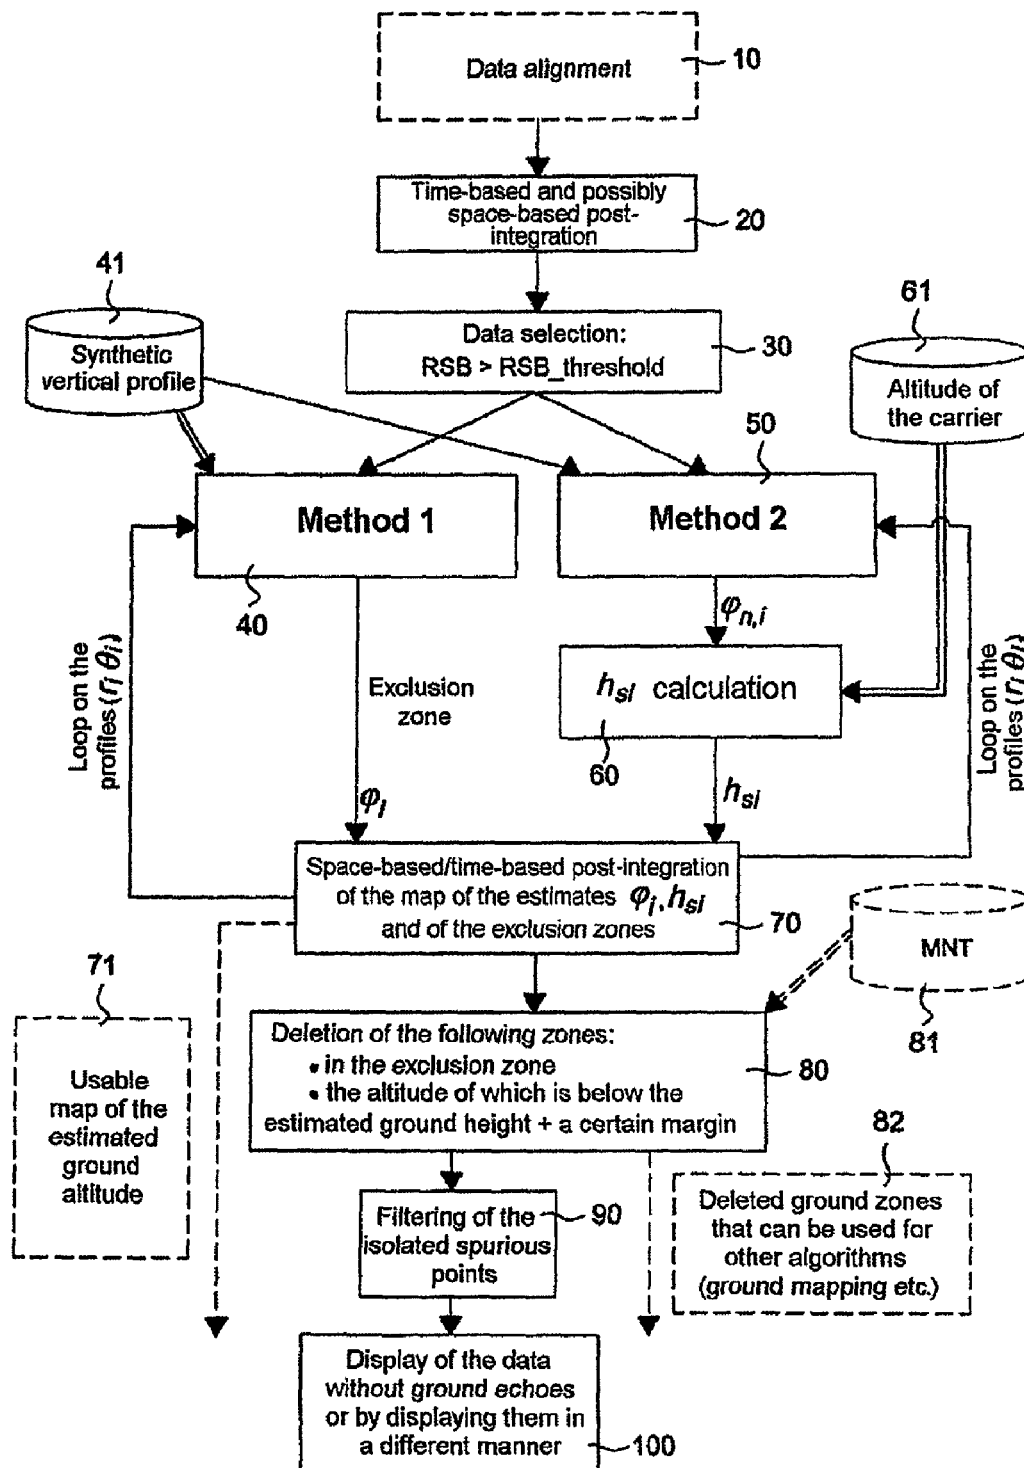 Data alignment
10
Time-based and possibly
space-based post-
integration
20
41
Synthetic
vertical profile
Data selection:
RSB > RSB_threshold
30
61
Altitude of
the carrier
50
Method 1
Method 2
40
φn,i
Loop on the
profiles (ri θi)
Exclusion
zone
hsi calculation
60
Loop on the
profiles (ri θi)
φi
hsi
Space-based/time-based post-integration
of the map of the estimates φi, hsi
and of the exclusion zones
70
MNT
81
71
Usable
map of the
estimated
ground
altitude
Deletion of the following zones:
• in the exclusion zone
• the altitude of which is below the
estimated ground height + a certain margin
80
82
Deleted ground zones
that can be used for
other algorithms
(ground mapping etc.)
Filtering of the
isolated spurious
points
90
Display of the data
without ground echoes
or by displaying them in
a different manner
100